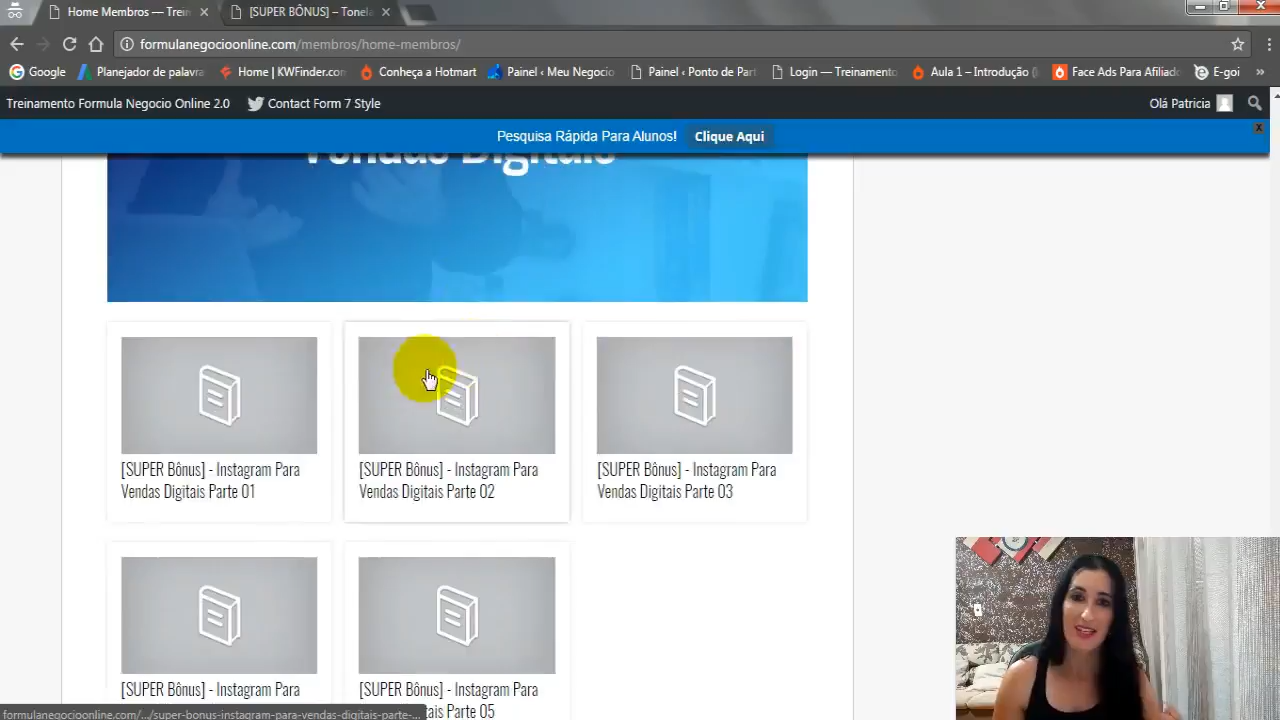 Home Membros — Trein
[SUPER BÔNUS] – Tonela
formulanegocioonline.com/membros/home-membros/
Google
Planejador de palavra
Home | KWFinder.com
Conheça a Hotmart
Painel ‹ Meu Negocio
Painel ‹ Ponto de Part
Login — Treinamento
Aula 1 – Introdução (
Face Ads Para Afiliado
E-goi
»
Treinamento Formula Negocio Online 2.0
Contact Form 7 Style
Olá Patricia
Pesquisa Rápida Para Alunos!
Clique Aqui
x
Vendas Digitais
[SUPER Bônus] - Instagram Para
Vendas Digitais Parte 01
[SUPER Bônus] - Instagram Para
Vendas Digitais Parte 02
[SUPER Bônus] - Instagram Para
Vendas Digitais Parte 03
[SUPER Bônus] - Instagram Para
[SUPER Bônus] - Instagram Para
itais Parte 05
formulanegocioonline.com/.../super-bonus-instagram-para-vendas-digitais-parte-...